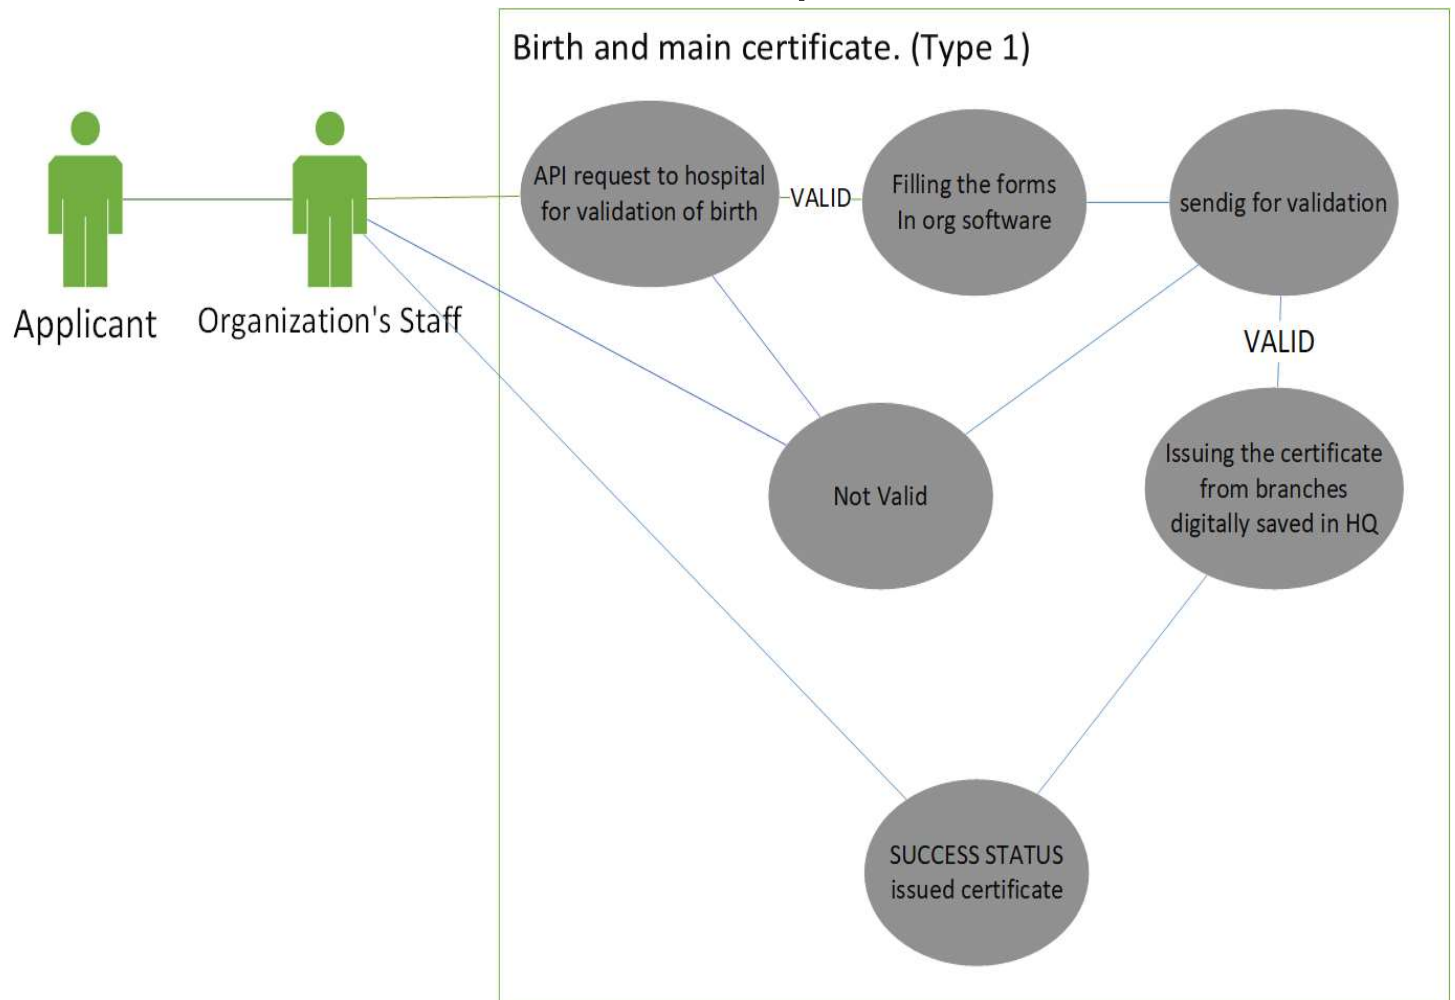 Birth and main certificate. (Type 1)
API request to hospital
for validation of birth
VALID
Filling the forms
In org software
sendig for validation
Applicant
Organization's Staff
VALID
Not Valid
Issuing the certificate
from branches
digitally saved in HQ
SUCCESS STATUS
issued certificate